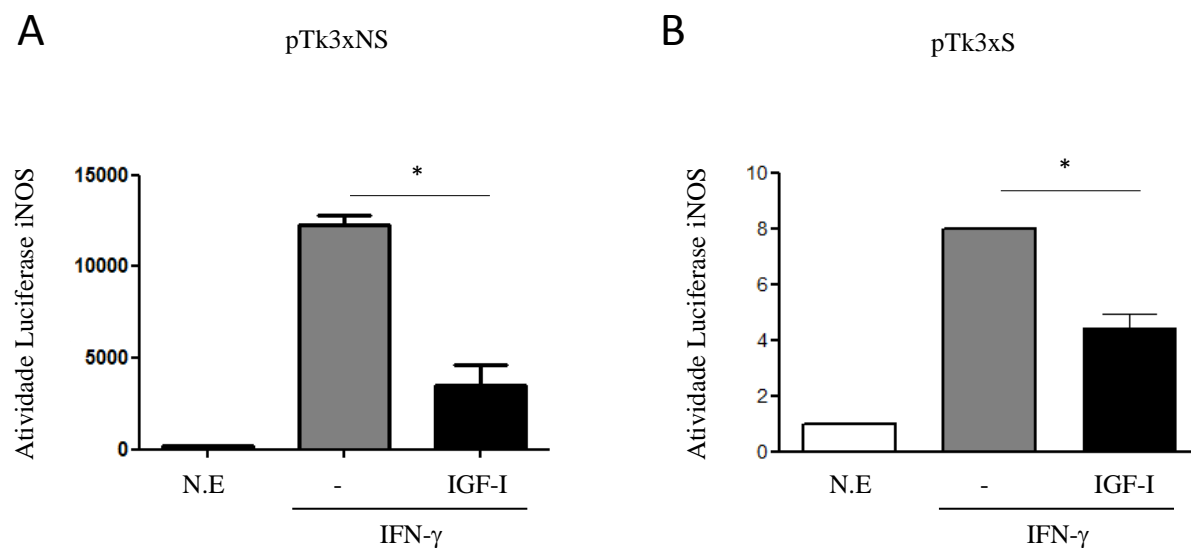 A
pTk3xNS
Atividade Luciferase iNOS
15000
*
10000
5000
0
N.E
-
IGF-I
IFN-γ
B
pTk3xS
Atividade Luciferase iNOS
10
*
8
6
4
2
0
N.E
-
IGF-I
IFN-γ